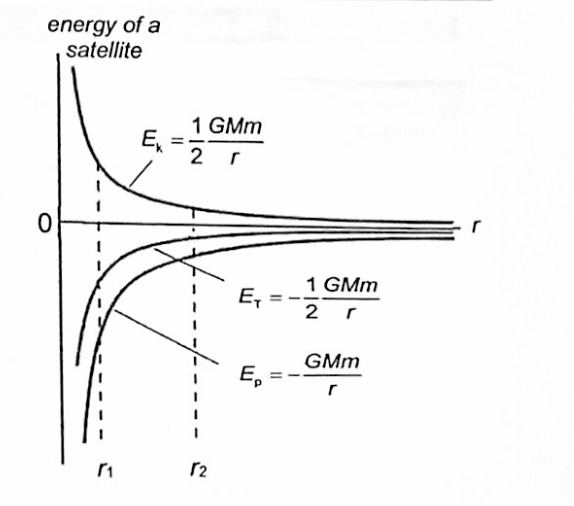 energy of a
satellite
E_k = 1/2 GMm/r
0
r
E_T = -1/2 GMm/r
E_p = -GMm/r
r1
r2